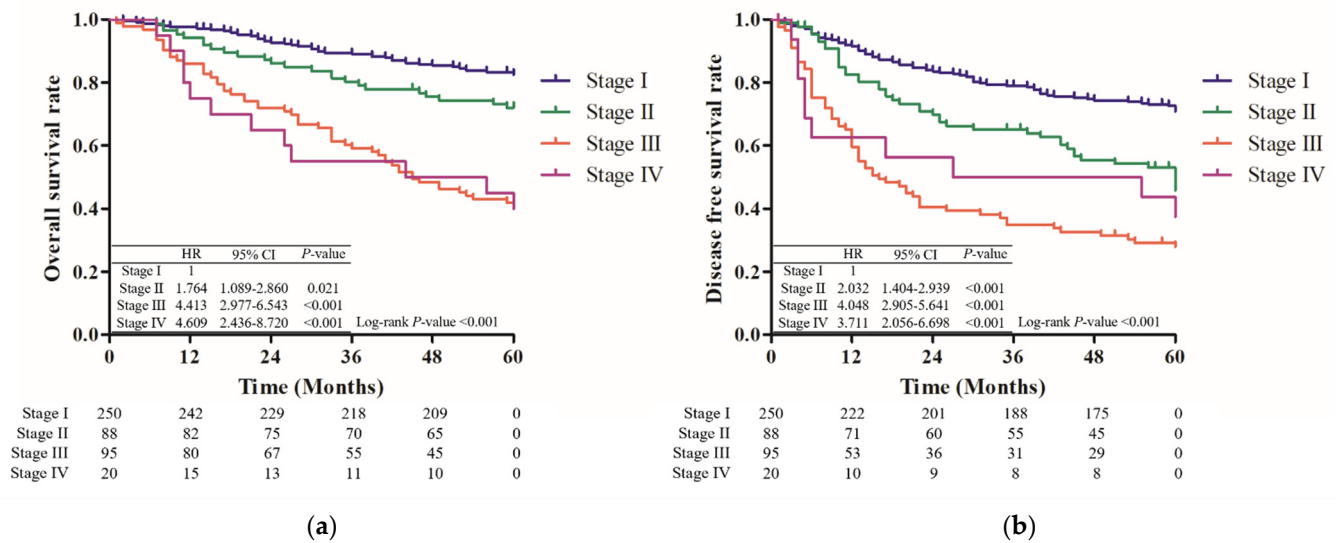 1.0
0.8
0.6
0.4
0.2
0.0
Overall survival rate
Stage I
Stage II
Stage III
Stage IV
HR 95% CI P-value
Stage I 1
Stage II 1.764 1.089-2.860 0.021
Stage III 4.413 2.977-6.543 <0.001
Stage IV 4.609 2.436-8.720 <0.001
Log-rank P-value <0.001
0 12 24 36 48 60
Time (Months)
Stage I 250 242 229 218 209 0
Stage II 88 82 75 70 65 0
Stage III 95 80 67 55 45 0
Stage IV 20 15 13 11 10 0
(a)
1.0
0.8
0.6
0.4
0.2
0.0
Disease free survival rate
Stage I
Stage II
Stage III
Stage IV
HR 95% CI P-value
Stage I 1
Stage II 2.032 1.404-2.939 <0.001
Stage III 4.048 2.905-5.641 <0.001
Stage IV 3.711 2.056-6.698 <0.001
Log-rank P-value <0.001
0 12 24 36 48 60
Time (Months)
Stage I 250 222 201 188 175 0
Stage II 88 71 60 55 45 0
Stage III 95 53 36 31 29 0
Stage IV 20 10 9 8 8 0
(b)